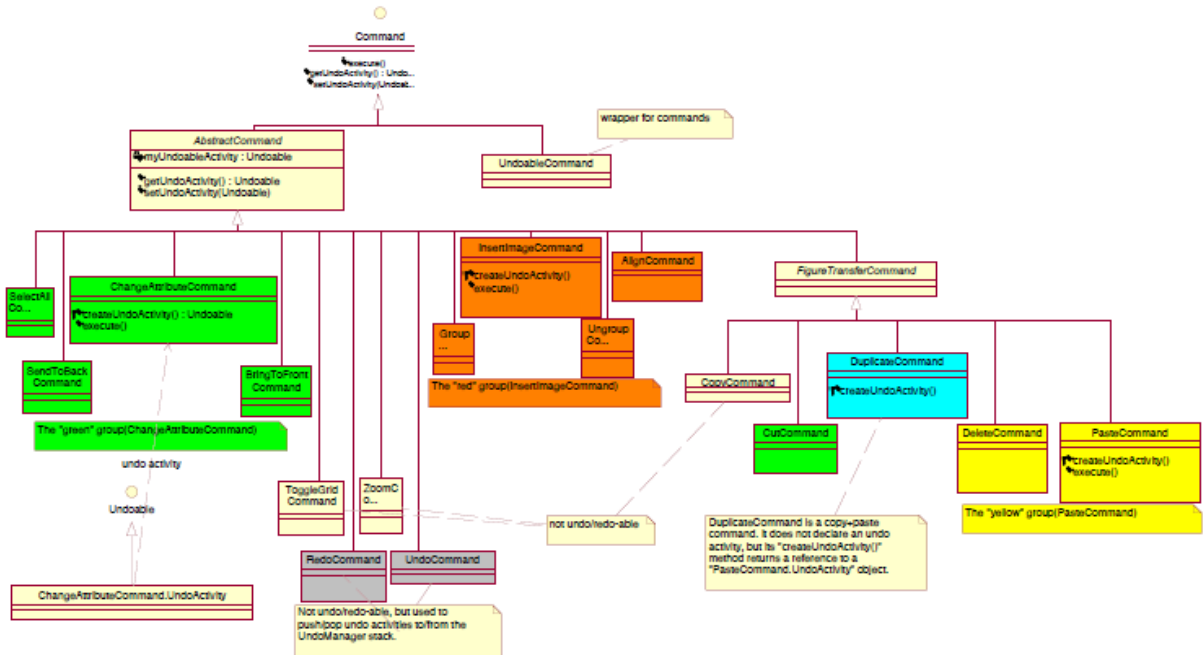 Command
execute()
getUndoActivity() : Undo...
setUndoActivity(Undoabl...
wrapper for commands
AbstractCommand
myUndoableActivity : Undoable
getUndoActivity() : Undoable
setUndoActivity(Undoable)
UndoableCommand
InsertImageCommand
createUndoActivity()
execute()
AlignCommand
FigureTransferCommand
SelectAll
Co...
ChangeAttributeCommand
createUndoActivity() : Undoable
execute()
Group
...
Ungroup
Co...
SendToBack
Command
BringToFront
Command
The "red" group(InsertImageCommand)
CopyCommand
DuplicateCommand
createUndoActivity()
The "green" group(ChangeAttributeCommand)
CutCommand
DeleteCommand
PasteCommand
createUndoActivity()
execute()
undo activity
ToggleGrid
Command
ZoomC
o...
Undoable
not undo/redo-able
DuplicateCommand is a copy+paste
command. It does not declare an undo
activity, but its "createUndoActivity()"
method returns a reference to a
"PasteCommand.UndoActivity" object.
The "yellow" group(PasteCommand)
RedoCommand
UndoCommand
ChangeAttributeCommand.UndoActivity
Not undo/redo-able, but used to
push/pop undo activities to/from the
UndoManager stack.